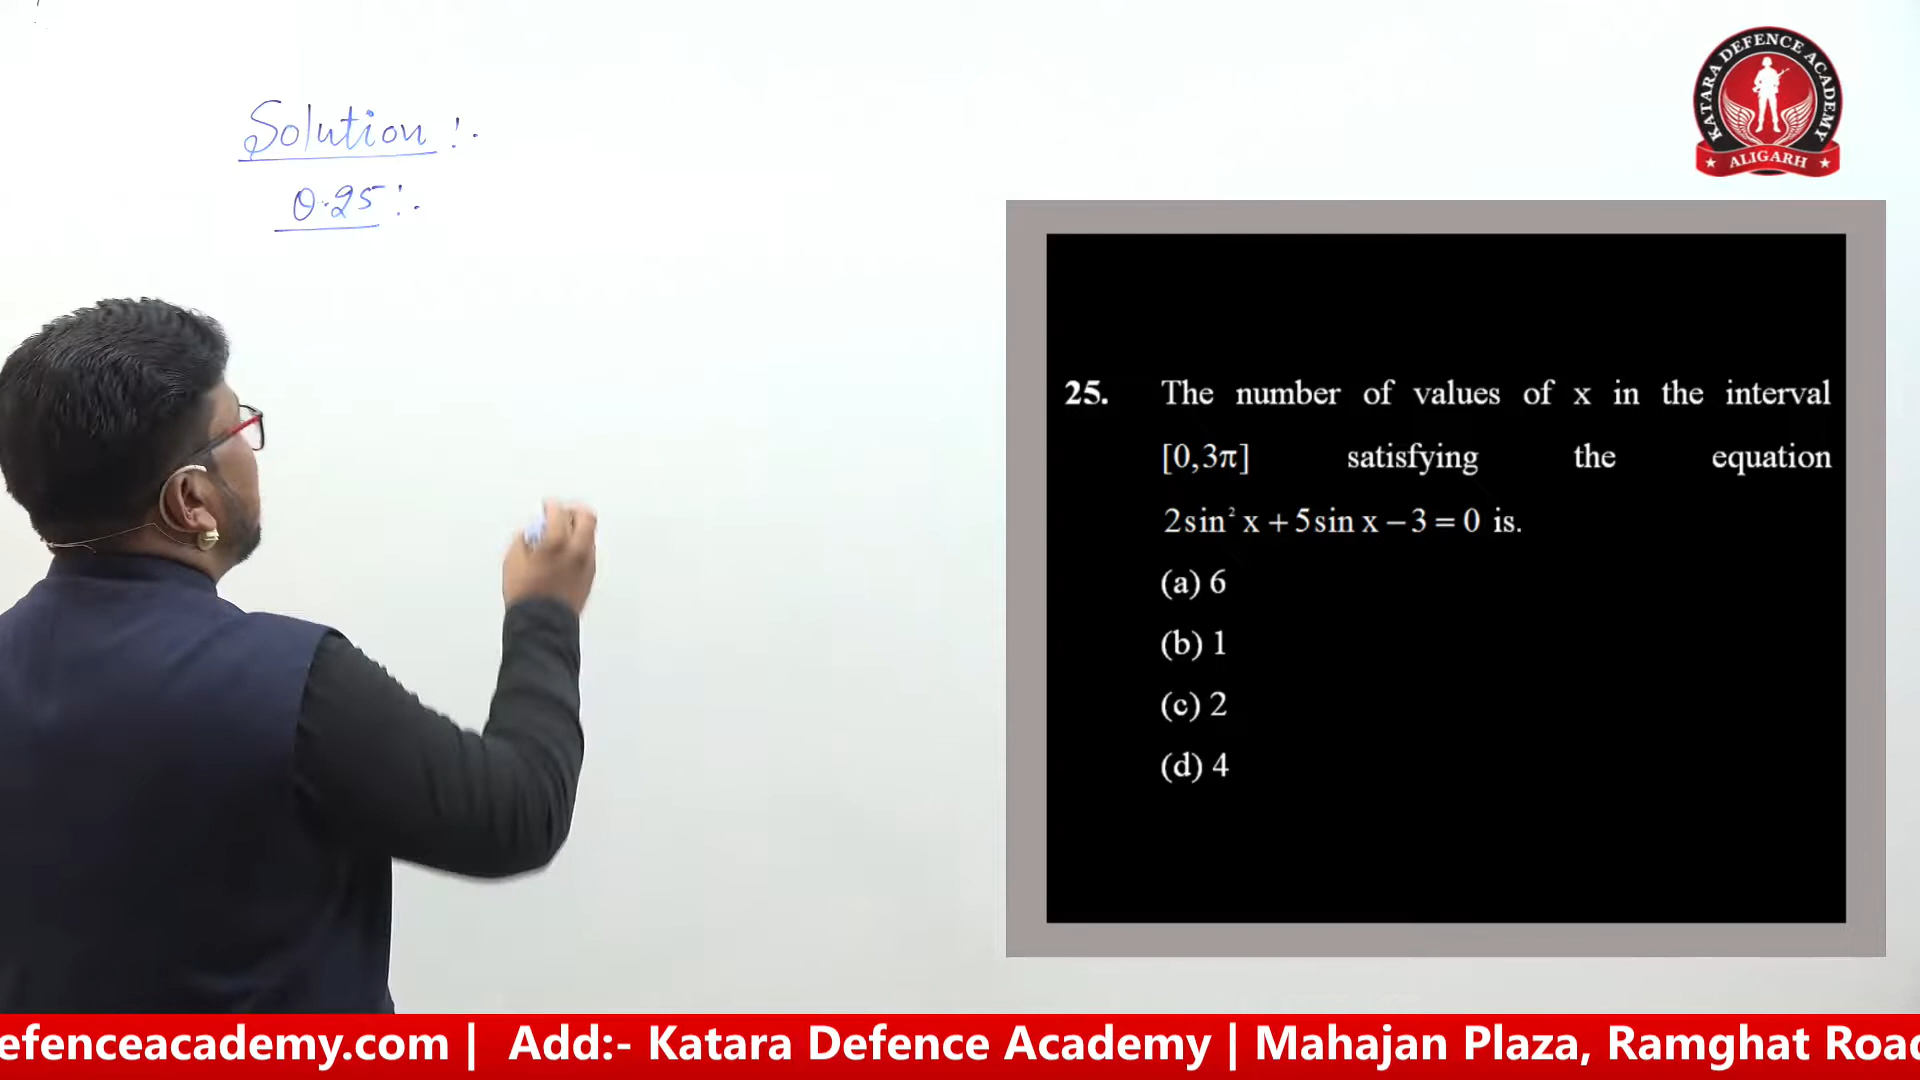 Solution :-
Q.25 :-
KATARA DEFENCE ACADEMY
ALIGARH
25. The number of values of x in the interval
[0,3π] satisfying the equation
2sin² x + 5sin x − 3 = 0 is.
(a) 6
(b) 1
(c) 2
(d) 4
efenceacademy.com | Add:- Katara Defence Academy | Mahajan Plaza, Ramghat Road